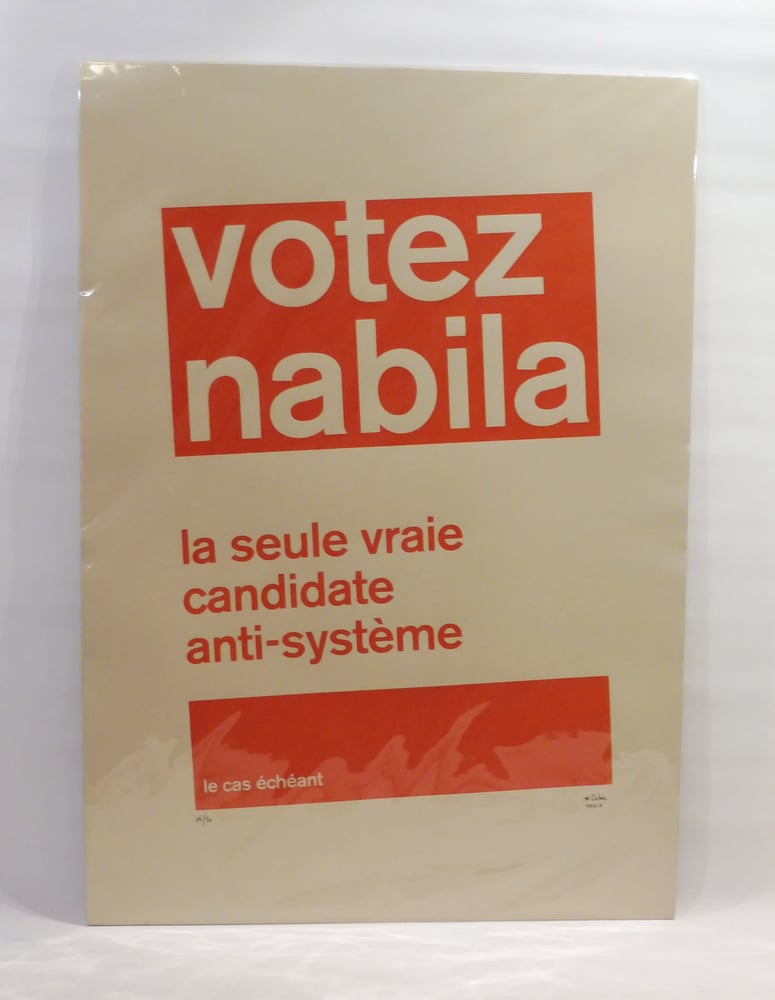 votez
nabila
la seule vraie
candidate
anti-système
le cas échéant